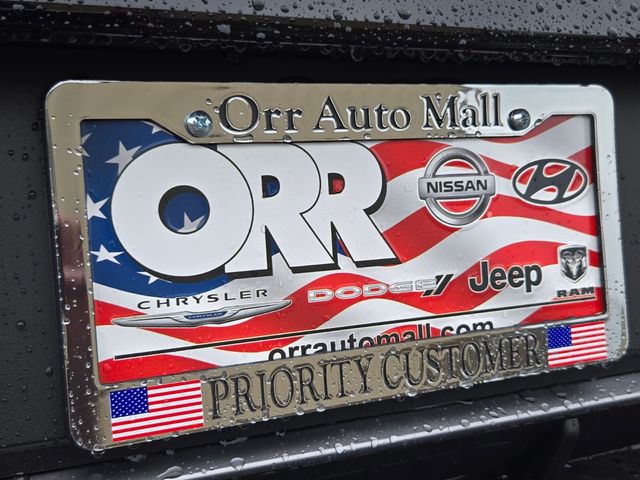 Orr Auto Mall
ORR
NISSAN
CHRYSLER
DODGE
Jeep
RAM
orrautomall.com
PRIORITY CUSTOMER